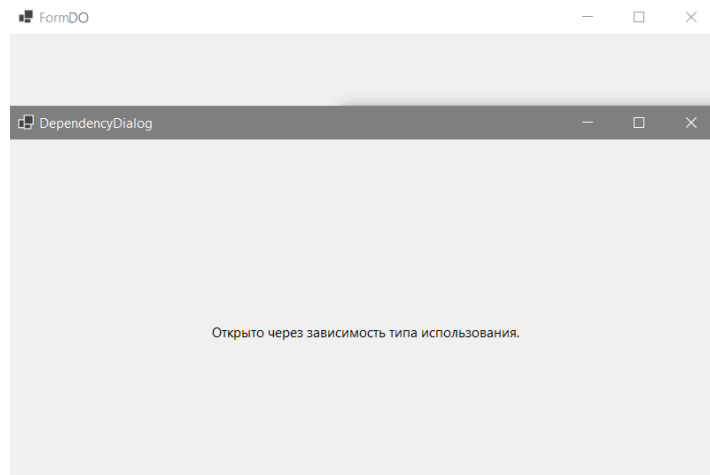 FormDO
DependencyDialog
Открыто через зависимость типа использования.